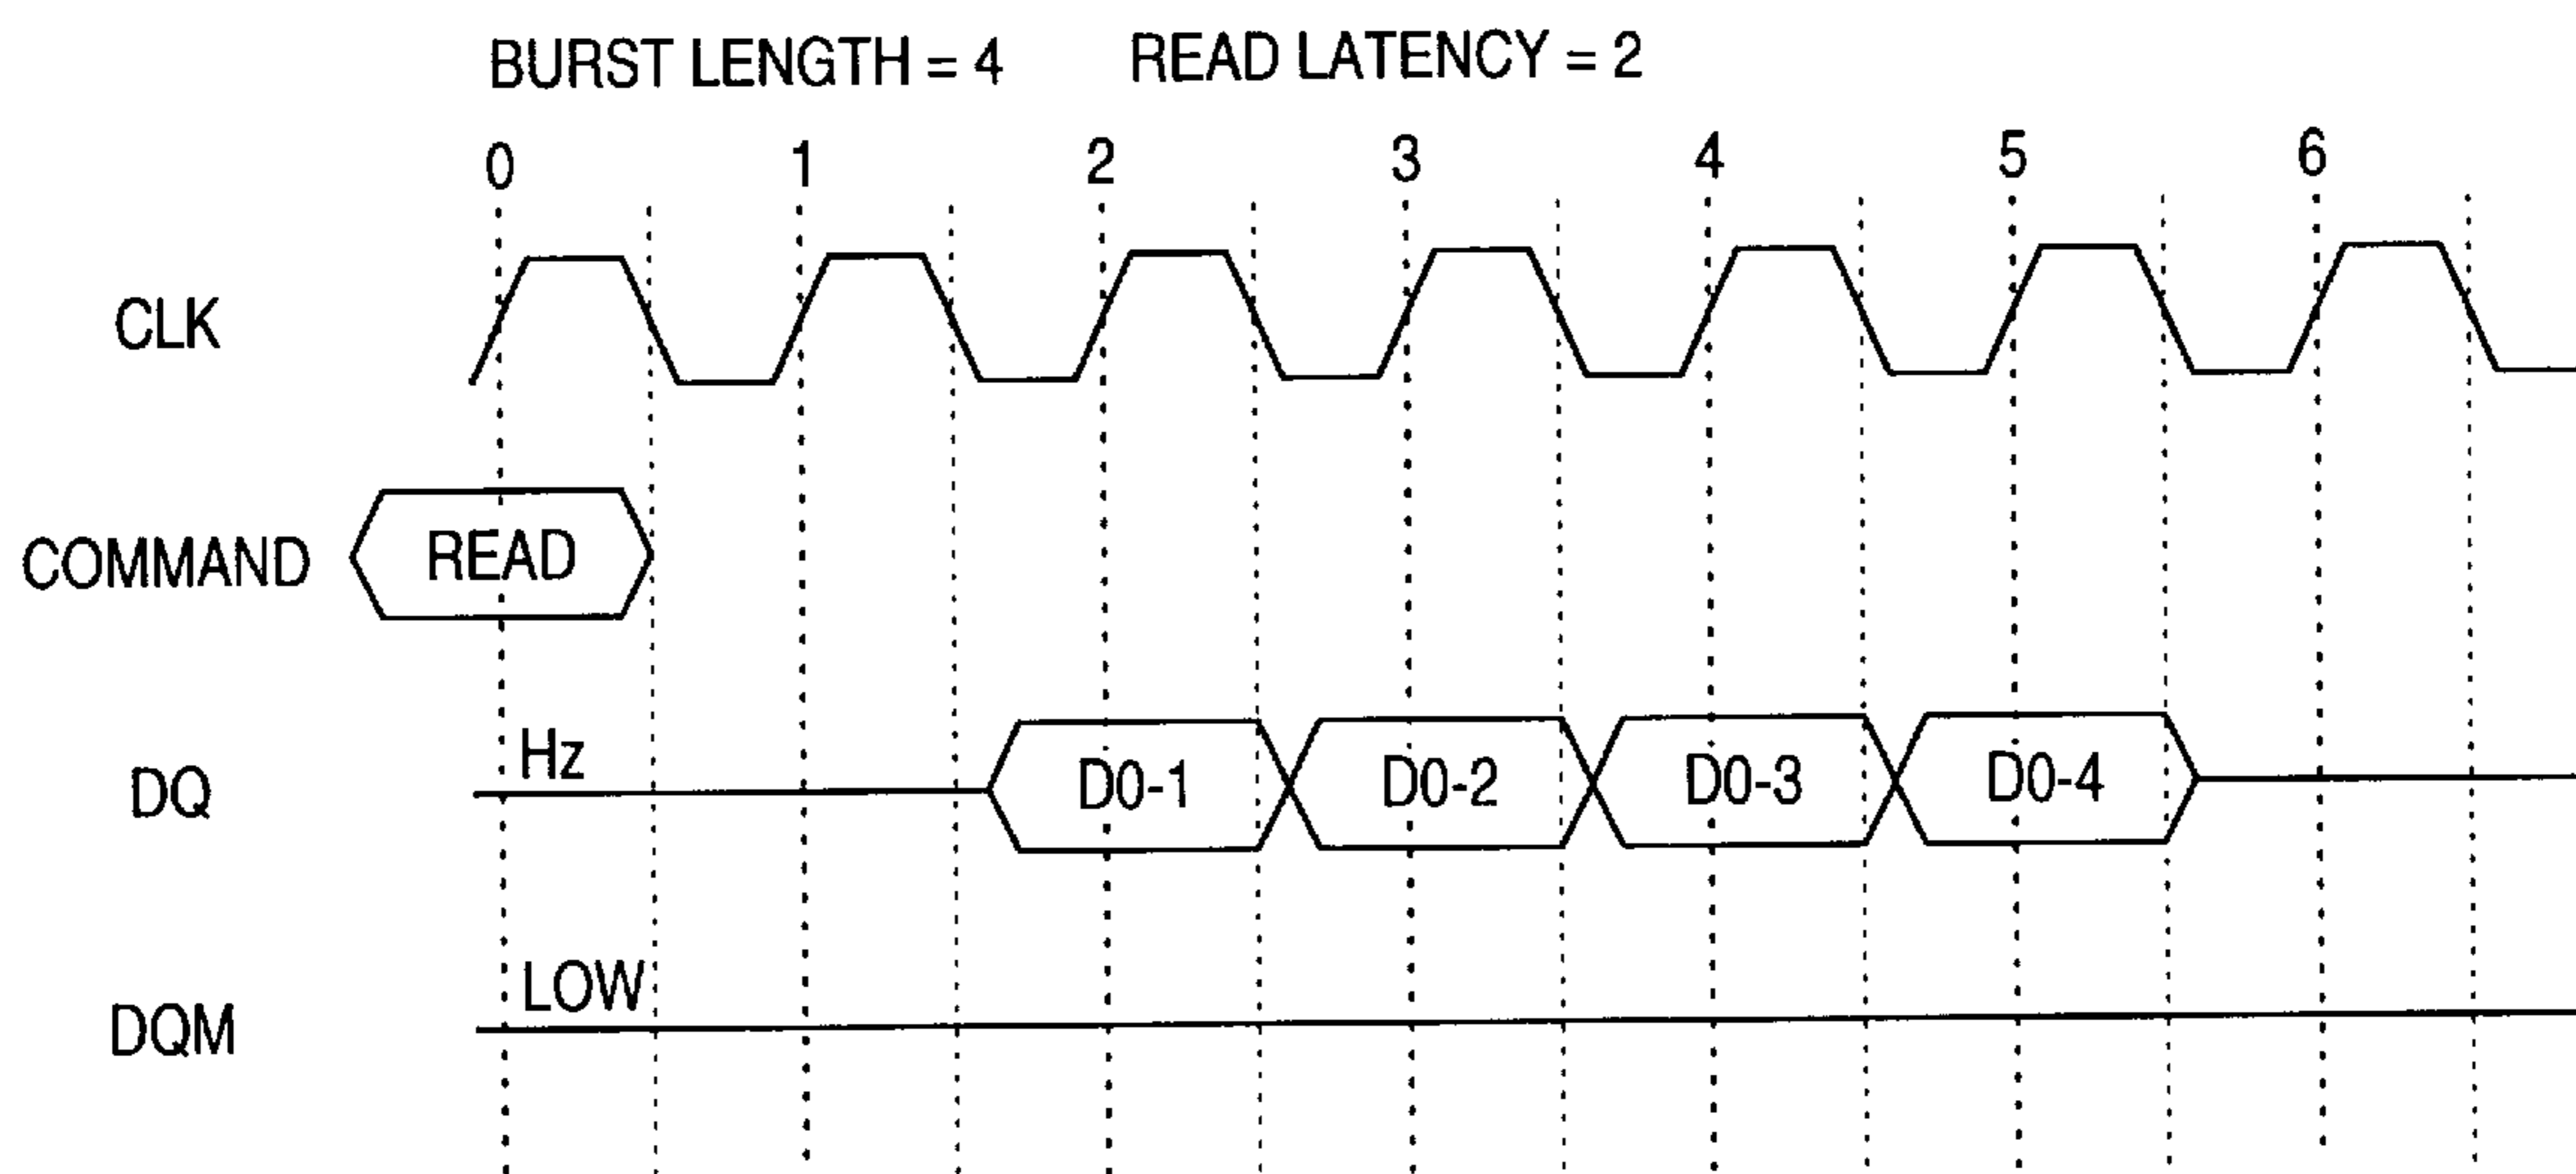 BURST LENGTH = 4 READ LATENCY = 2
0 1 2 3 4 5 6
CLK
COMMAND READ
DQ Hz D0-1 D0-2 D0-3 D0-4
DQM LOW